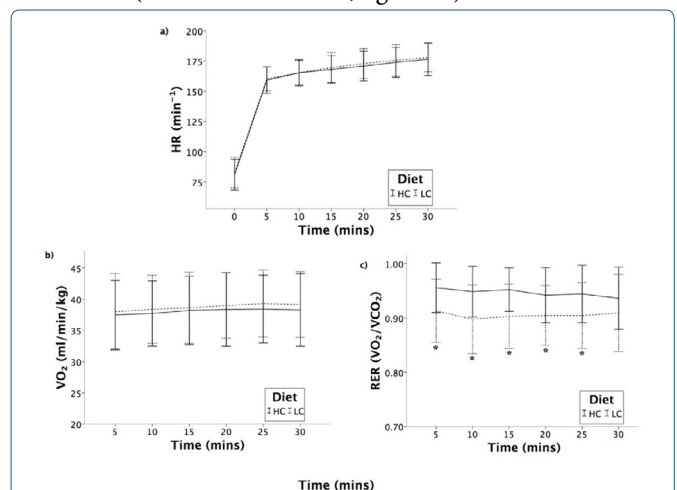 a)
200
175
150
125
100
75
HR (min⁻¹)
Diet
HC LC
0 5 10 15 20 25 30
Time (mins)
b)
45
40
35
30
25
20
VO₂ (ml/min/kg)
Diet
HC LC
5 10 15 20 25 30
Time (mins)
c)
1.00
0.90
0.80
0.70
RER (VO₂/VCO₂)
* * * * *
Diet
HC LC
5 10 15 20 25 30
Time (mins)
Time (mins)